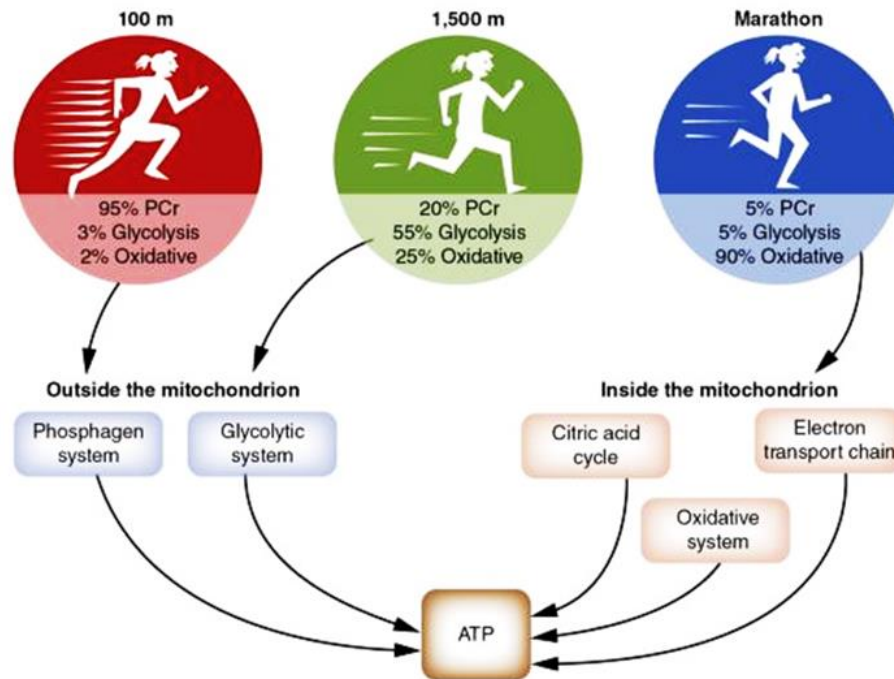 100 m
1,500 m
Marathon
95% PCr
3% Glycolysis
2% Oxidative
20% PCr
55% Glycolysis
25% Oxidative
5% PCr
5% Glycolysis
90% Oxidative
Outside the mitochondrion
Inside the mitochondrion
Phosphagen
system
Glycolytic
system
Citric acid
cycle
Electron
transport chain
Oxidative
system
ATP